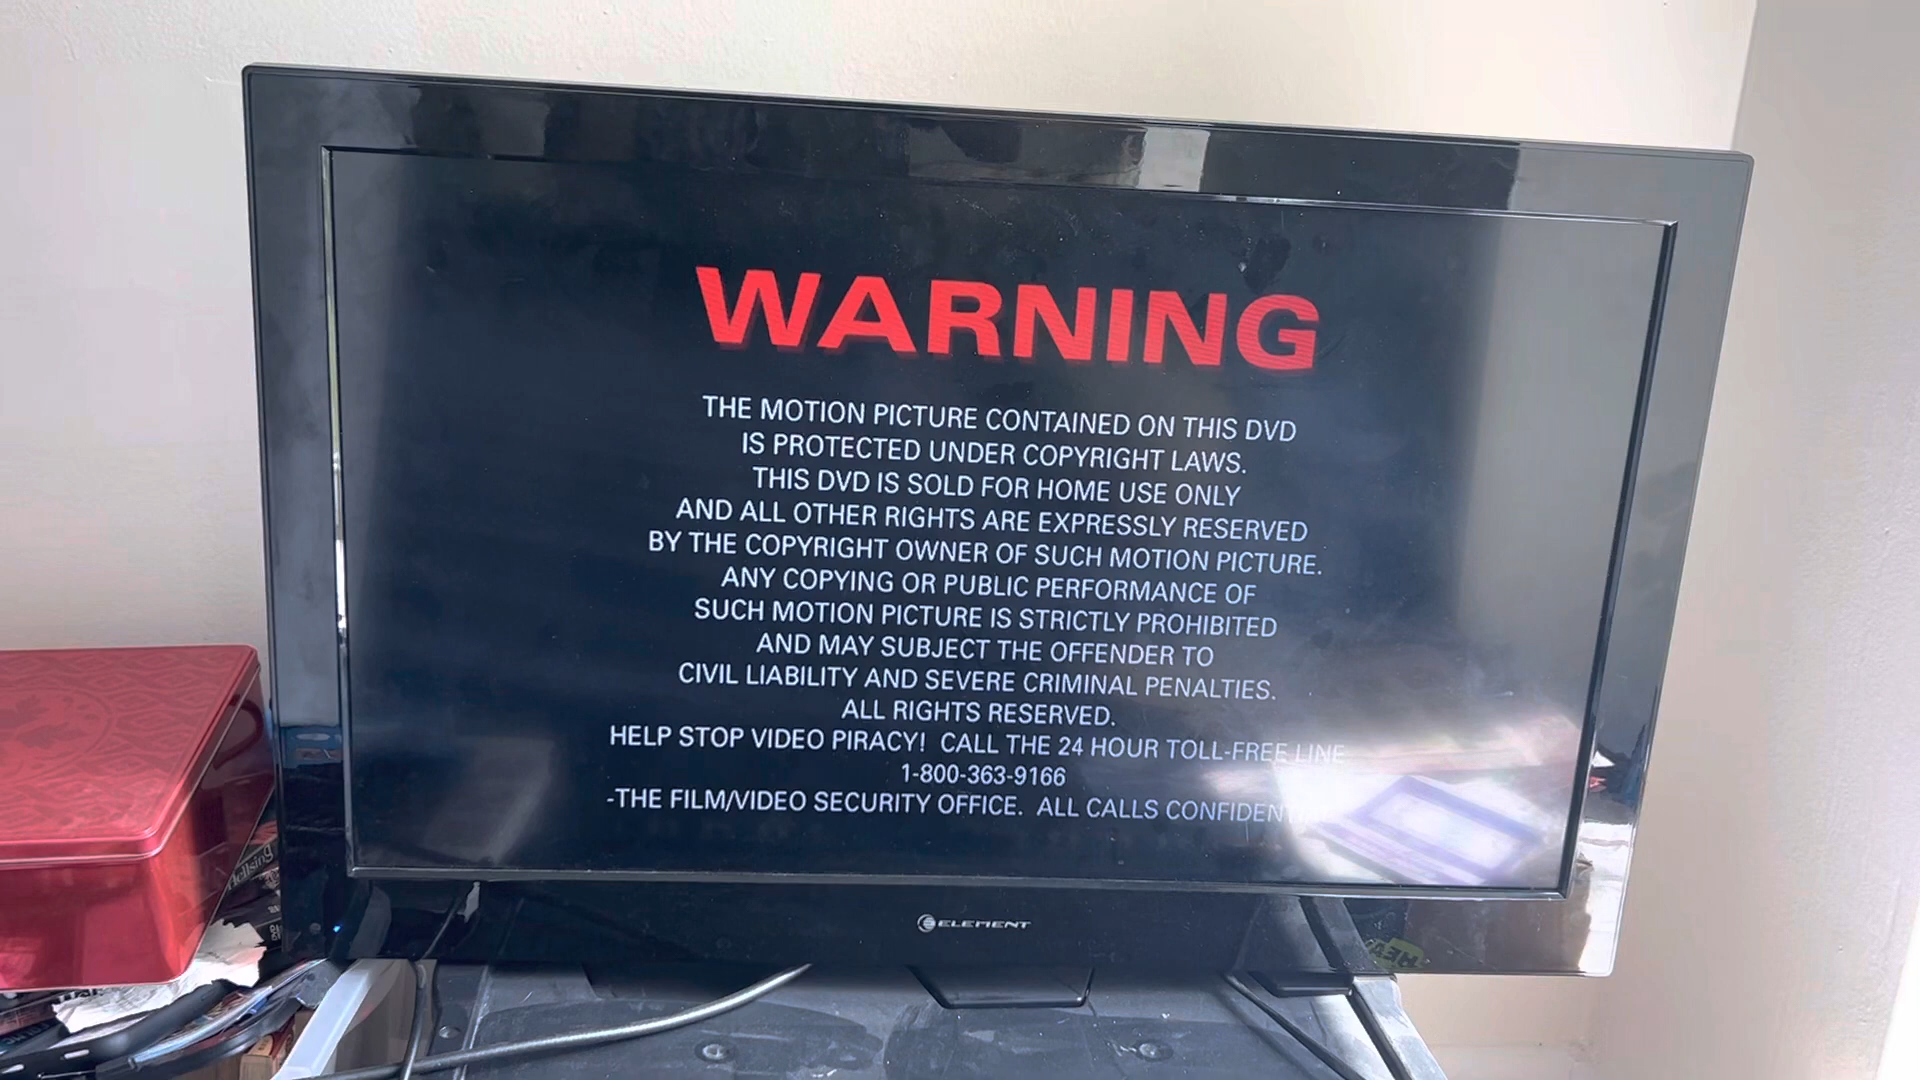 WARNING
THE MOTION PICTURE CONTAINED ON THIS DVD
IS PROTECTED UNDER COPYRIGHT LAWS.
THIS DVD IS SOLD FOR HOME USE ONLY
AND ALL OTHER RIGHTS ARE EXPRESSLY RESERVED
BY THE COPYRIGHT OWNER OF SUCH MOTION PICTURE.
ANY COPYING OR PUBLIC PERFORMANCE OF
SUCH MOTION PICTURE IS STRICTLY PROHIBITED
AND MAY SUBJECT THE OFFENDER TO
CIVIL LIABILITY AND SEVERE CRIMINAL PENALTIES.
ALL RIGHTS RESERVED.
HELP STOP VIDEO PIRACY! CALL THE 24 HOUR TOLL-FREE LINE
1-800-363-9166
-THE FILM/VIDEO SECURITY OFFICE. ALL CALLS
ELEMENT
Hellsing